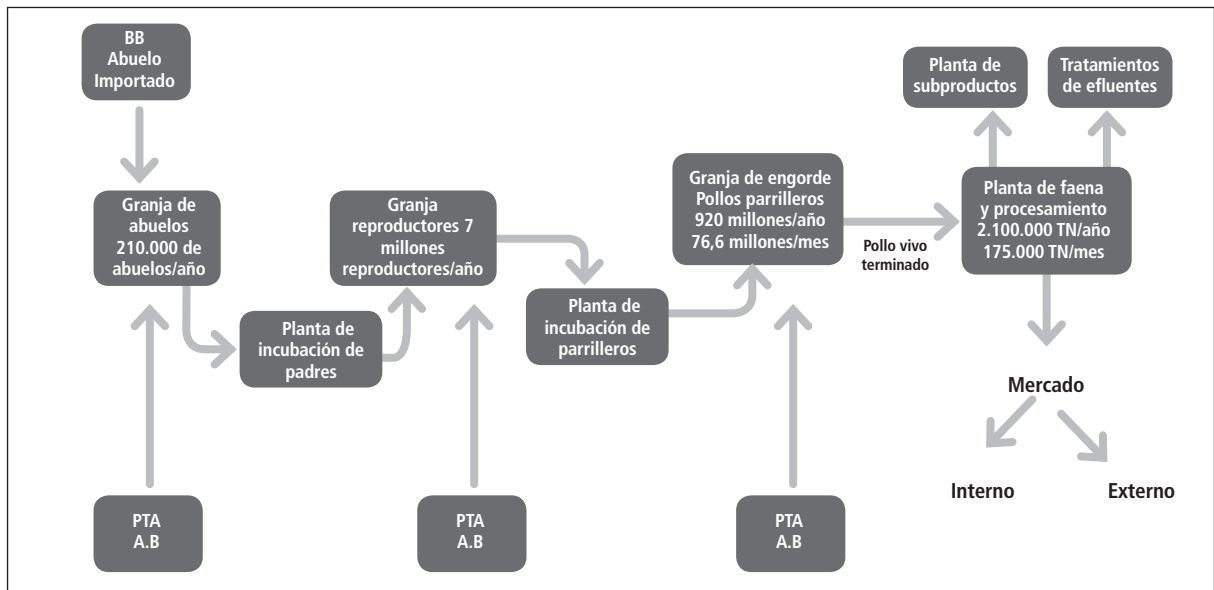 BB
Abuelo
Importado
Granja de
abuelos
210.000 de
abuelos/año
Planta de
incubación de
padres
Granja
reproductores 7
millones
reproductores/año
Planta de
incubación de
parrilleros
Granja de engorde
Pollos parrilleros
920 millones/año
76,6 millones/mes
Pollo vivo
terminado
Planta de
subproductos
Tratamientos
de efluentes
Planta de faena
y procesamiento
2.100.000 TN/año
175.000 TN/mes
Mercado
Interno
Externo
PTA
A.B
PTA
A.B
PTA
A.B